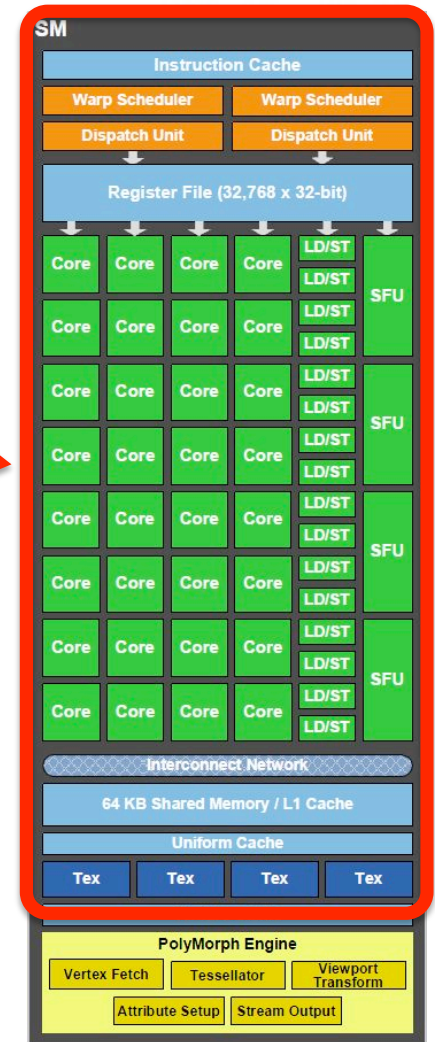 SM
Instruction Cache
Warp Scheduler Warp Scheduler
Dispatch Unit Dispatch Unit
Register File (32,768 x 32-bit)
Core Core Core Core LD/ST LD/ST SFU
Core Core Core Core LD/ST LD/ST
Core Core Core Core LD/ST LD/ST SFU
Core Core Core Core LD/ST LD/ST
Core Core Core Core LD/ST LD/ST SFU
Core Core Core Core LD/ST LD/ST
Core Core Core Core LD/ST LD/ST SFU
Core Core Core Core LD/ST LD/ST
Interconnect Network
64 KB Shared Memory / L1 Cache
Uniform Cache
Tex Tex Tex Tex
PolyMorph Engine
Vertex Fetch Tessellator Viewport Transform
Attribute Setup Stream Output